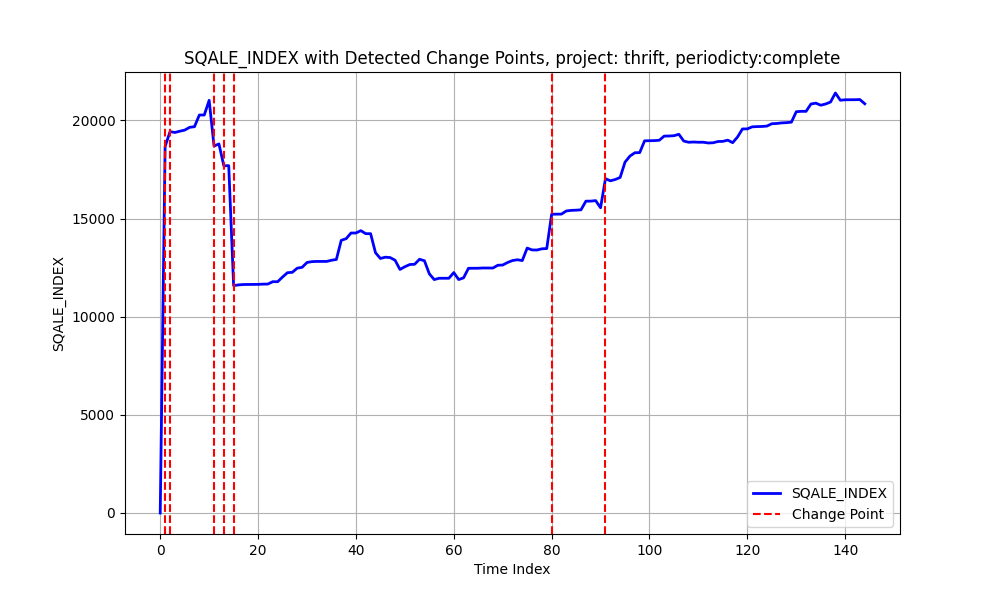 SQALE_INDEX with Detected Change Points, project: thrift, periodicty:complete
SQALE_INDEX
20000
15000
10000
5000
0
0 20 40 60 80 100 120 140
Time Index
SQALE_INDEX
Change Point